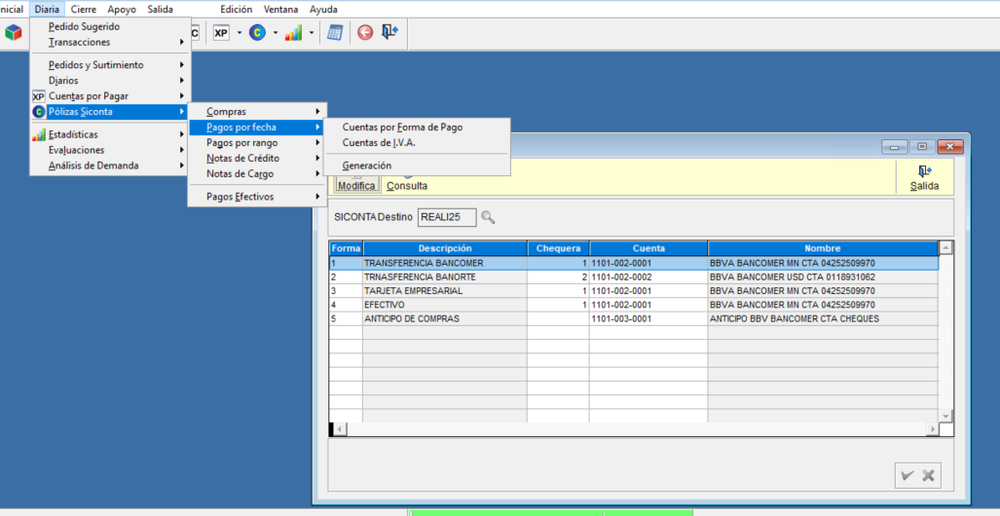 nicial Diaria Cierre Apoyo Salida Edición Ventana Ayuda
C XP C
Pedido Sugerido
Transacciones
Pedidos y Surtimiento
Diarios
XP Cuentas por Pagar
C Pólizas Siconta
Estadísticas
Evaluaciones
Análisis de Demanda
Compras
Pagos por fecha
Pagos por rango
Notas de Crédito
Notas de Cargo
Pagos Efectivos
Cuentas por Forma de Pago
Cuentas de I.V.A.
Generación
Modifica Consulta Salida
SICONTA Destino REALI25
Forma Descripción Chequera Cuenta Nombre
1 TRANSFERENCIA BANCOMER 1 1101-002-0001 BBVA BANCOMER MN CTA 04252509970
2 TRNASFERENCIA BANORTE 2 1101-002-0002 BBVA BANCOMER USD CTA 0118931062
3 TARJETA EMPRESARIAL 1 1101-002-0001 BBVA BANCOMER MN CTA 04252509970
4 EFECTIVO 1 1101-002-0001 BBVA BANCOMER MN CTA 04252509970
5 ANTICIPO DE COMPRAS 1101-003-0001 ANTICIPO BBV BANCOMER CTA CHEQUES